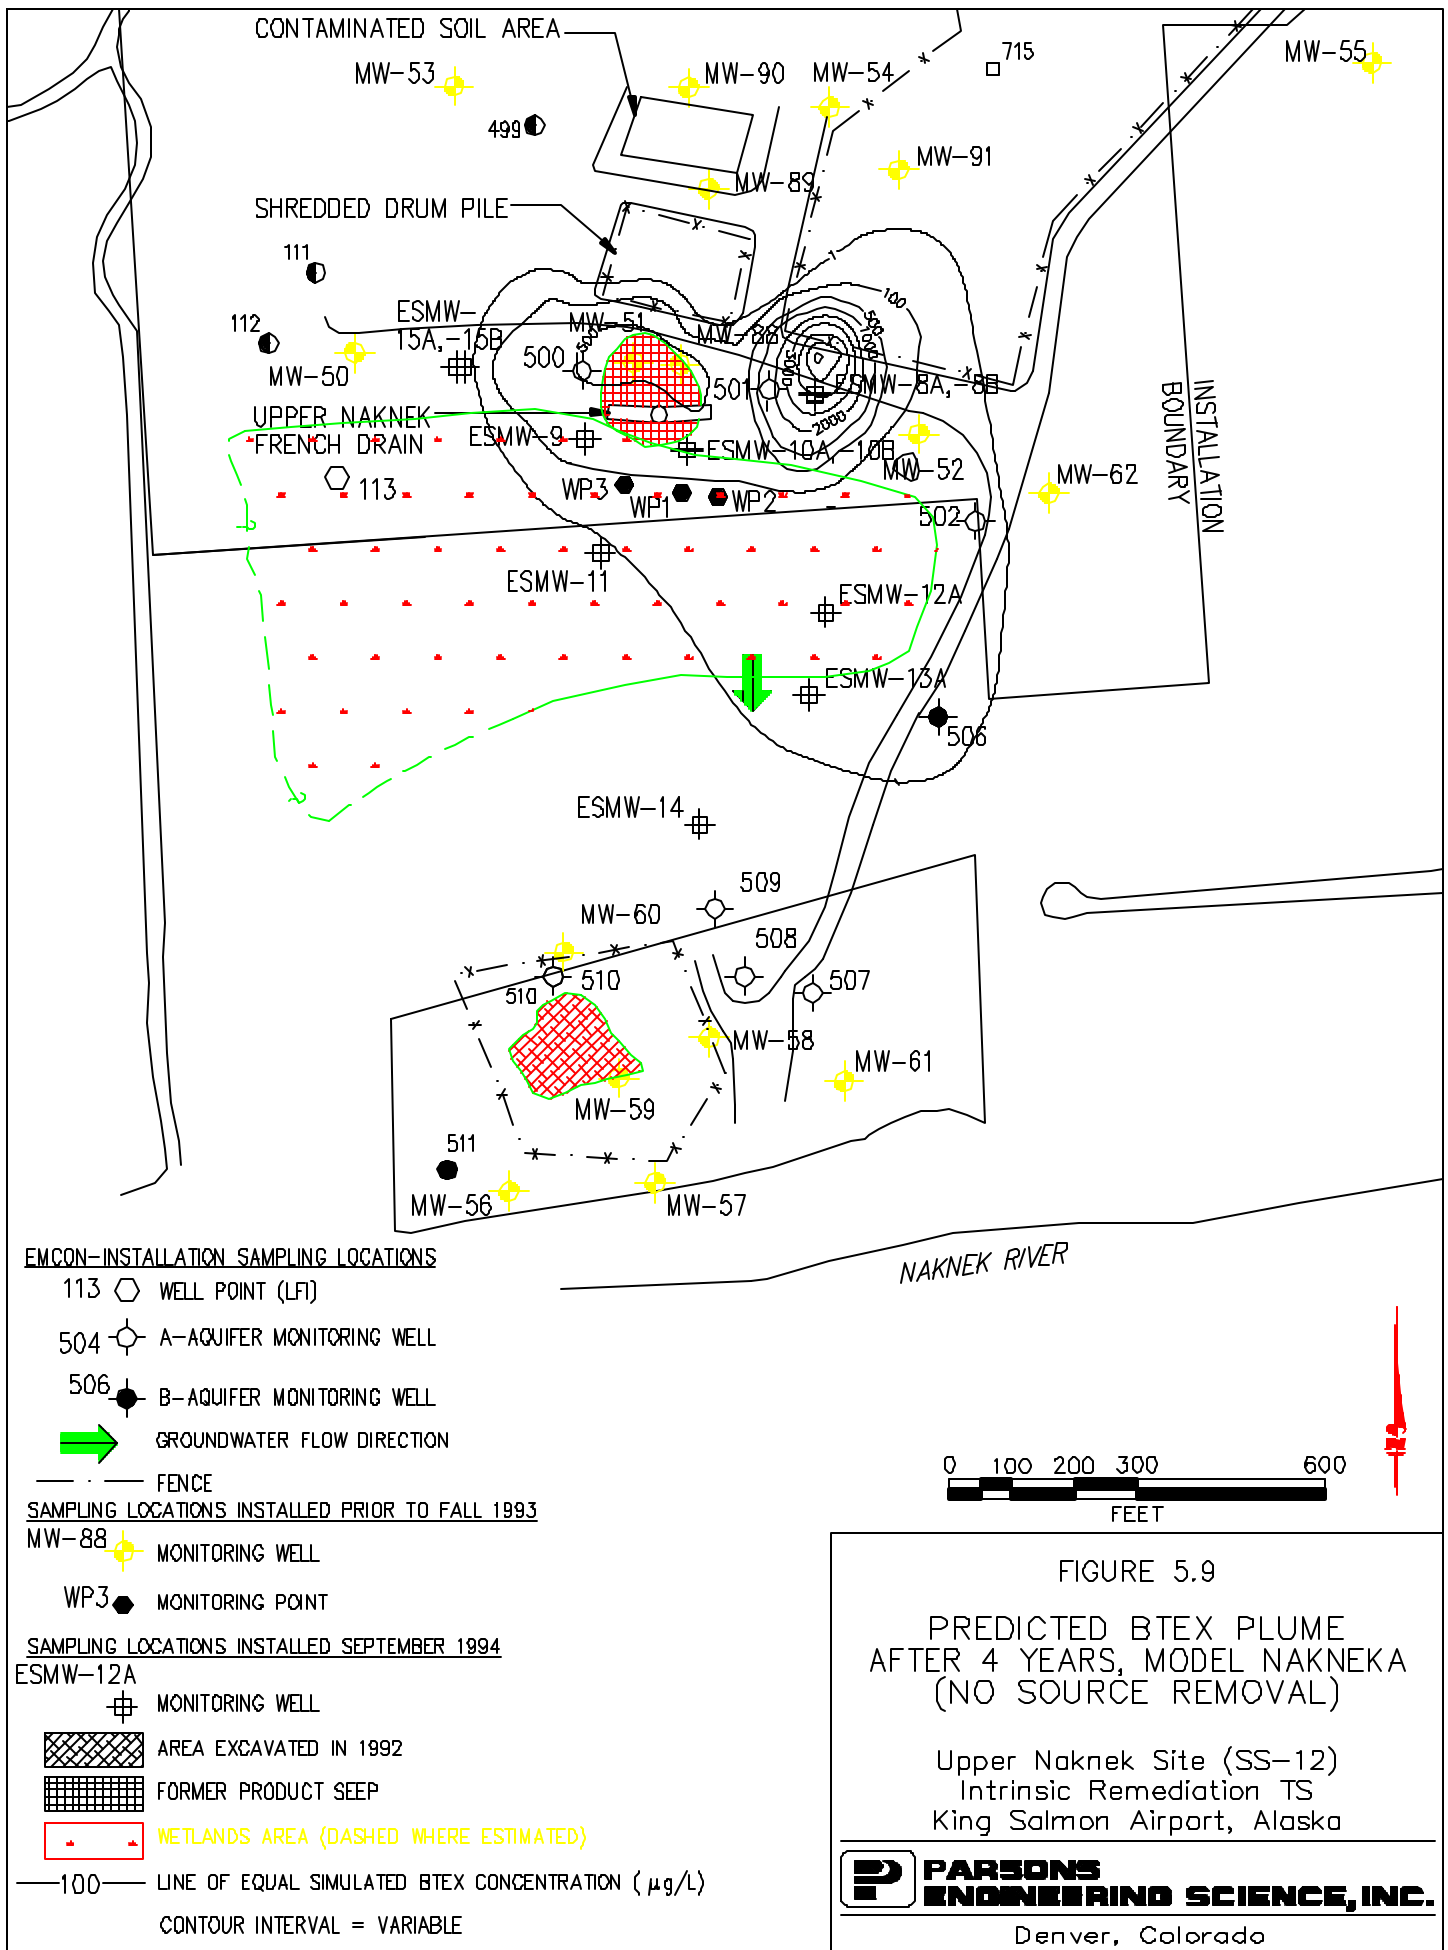 CONTAMINATED SOIL AREA
MW-53
MW-90
MW-54
715
MW-55
499
MW-91
MW-89
SHREDDED DRUM PILE
111
1
100
112
ESMW-
15A,-15B
MW-51
MW-88
500
1000
500
500
MW-50
501
ESMW-8A,-8B
2000
UPPER NAKNEK
FRENCH DRAIN
ESMW-9
ESMW-10A,-10B
MW-52
INSTALLATION
BOUNDARY
113
WP3
WP1
WP2
MW-62
502
?
ESMW-11
ESMW-12A
ESMW-13A
506
?
ESMW-14
509
MW-60
508
510
510
507
MW-58
MW-61
MW-59
511
MW-56
MW-57
NAKNEK RIVER
EMCON-INSTALLATION SAMPLING LOCATIONS
113 WELL POINT (LFI)
504 A-AQUIFER MONITORING WELL
506 B-AQUIFER MONITORING WELL
GROUNDWATER FLOW DIRECTION
FENCE
SAMPLING LOCATIONS INSTALLED PRIOR TO FALL 1993
MW-88 MONITORING WELL
WP3 MONITORING POINT
SAMPLING LOCATIONS INSTALLED SEPTEMBER 1994
ESMW-12A
MONITORING WELL
AREA EXCAVATED IN 1992
FORMER PRODUCT SEEP
WETLANDS AREA (DASHED WHERE ESTIMATED)
100 LINE OF EQUAL SIMULATED BTEX CONCENTRATION (µg/L)
CONTOUR INTERVAL = VARIABLE
N
0 100 200 300 600
FEET
FIGURE 5.9
PREDICTED BTEX PLUME
AFTER 4 YEARS, MODEL NAKNEKA
(NO SOURCE REMOVAL)
Upper Naknek Site (SS-12)
Intrinsic Remediation TS
King Salmon Airport, Alaska
PARSONS
ENGINEERING SCIENCE, INC.
Denver, Colorado